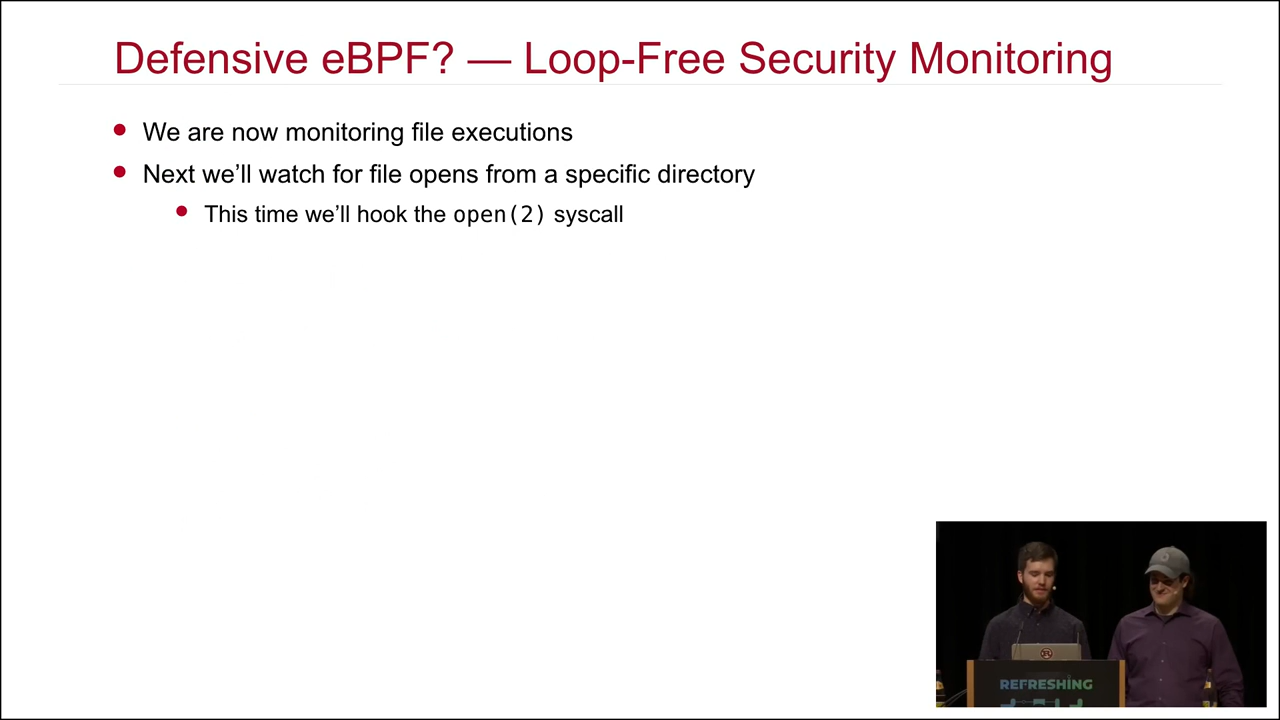 Defensive eBPF? — Loop-Free Security Monitoring
We are now monitoring file executions
Next we’ll watch for file opens from a specific directory
This time we’ll hook the open(2) syscall
REFRESHING